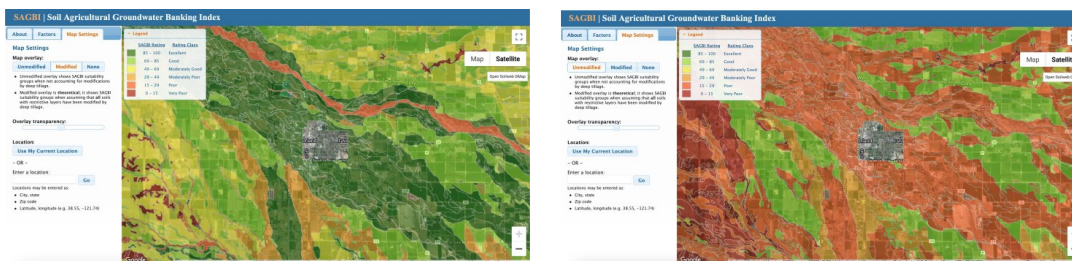 SAGBI | Soil Agricultural Groundwater Banking Index
About Factors Map Settings
Map Settings
Map overlay:
Unmodified Modified None
• Unmodified overlay shows SAGBI suitability
groups when not accounting for modifications
by deep tillage.
• Modified overlay is theoretical; it shows SAGBI
suitability groups when assuming that all soils
with restrictive layers have been modified by
deep tillage.
Overlay transparency:
Location:
Use My Current Location
- OR -
Enter a location:
Go
Locations may be entered as:
• City, state
• Zip code
• Latitude, longitude (e.g. 38.55, -121.74)
Legend
SAGBI Rating Rating Class
85 - 100 Excellent
69 - 85 Good
49 - 69 Moderately Good
29 - 49 Moderately Poor
15 - 29 Poor
0 - 15 Very Poor
Map Satellite
Open SoilWeb GMap
Google
SAGBI | Soil Agricultural Groundwater Banking Index
About Factors Map Settings
Map Settings
Map overlay:
Unmodified Modified None
• Unmodified overlay shows SAGBI suitability
groups when not accounting for modifications
by deep tillage.
• Modified overlay is theoretical; it shows SAGBI
suitability groups when assuming that all soils
with restrictive layers have been modified by
deep tillage.
Overlay transparency:
Location:
Use My Current Location
- OR -
Enter a location:
Go
Locations may be entered as:
• City, state
• Zip code
• Latitude, longitude (e.g. 38.55, -121.74)
Legend
SAGBI Rating Rating Class
85 - 100 Excellent
69 - 85 Good
49 - 69 Moderately Good
29 - 49 Moderately Poor
15 - 29 Poor
0 - 15 Very Poor
Map Satellit
Open SoilWeb
Google